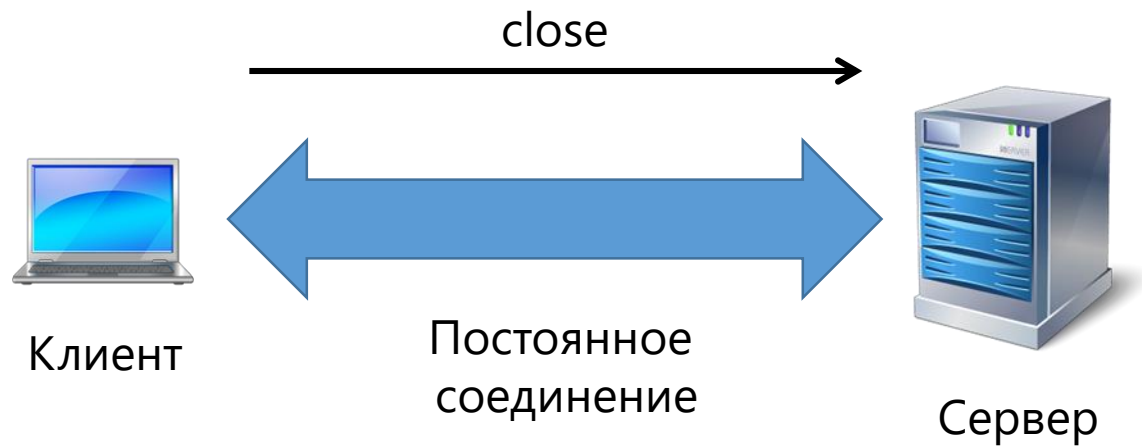 close
Клиент
Постоянное
соединение
Сервер